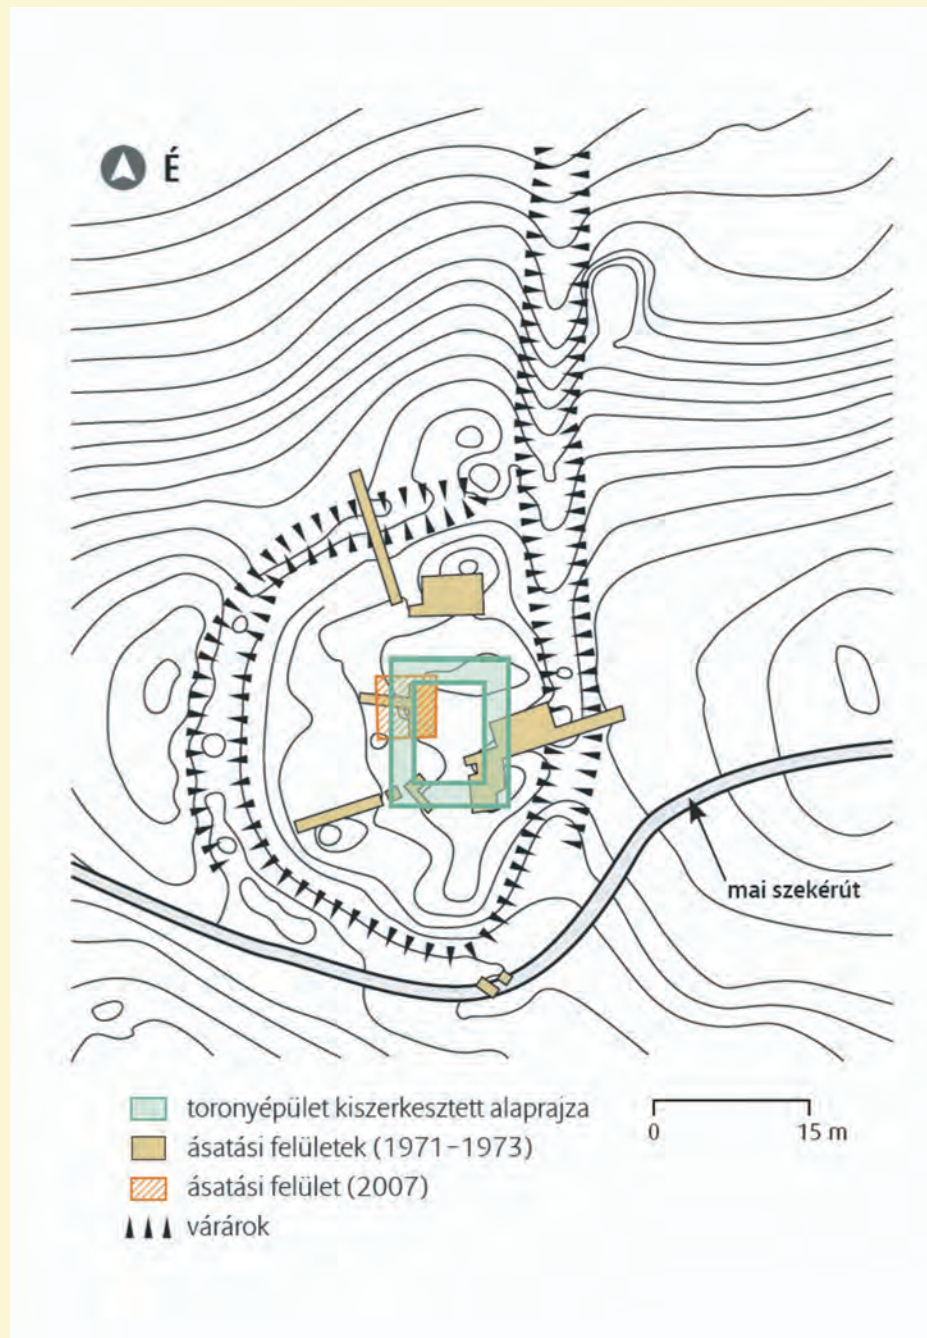 É
mai szekérút
toronyépület kiszerkesztett alaprajza
ásatási felületek (1971–1973)
ásatási felület (2007)
várárok
0 15 m